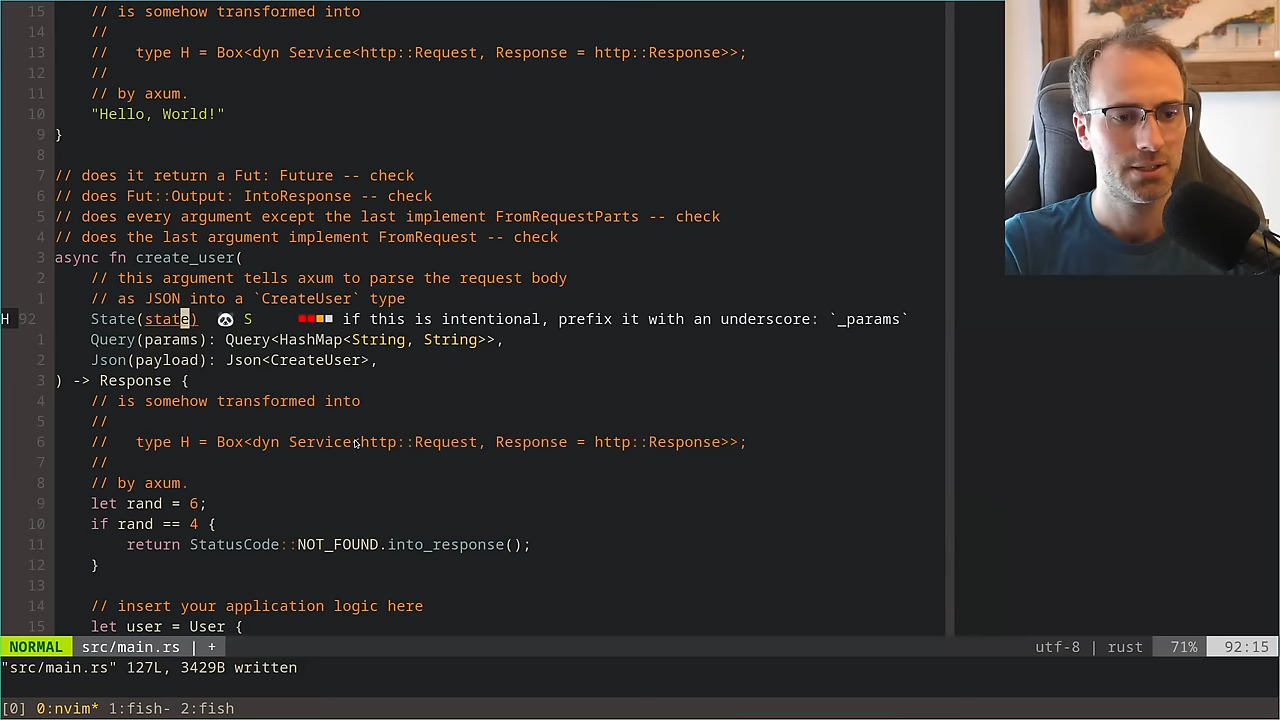 15 // is somehow transformed into
14 //
13 //   type H = Box<dyn Service<http::Request, Response = http::Response>>;
12 //
11 // by axum.
10 "Hello, World!"
9 }
8
7 // does it return a Fut: Future -- check
6 // does Fut::Output: IntoResponse -- check
5 // does every argument except the last implement FromRequestParts -- check
4 // does the last argument implement FromRequest -- check
3 async fn create_user(
2 // this argument tells axum to parse the request body
1 // as JSON into a `CreateUser` type
H 92 State(state) 🐼 S ■■■■ if this is intentional, prefix it with an underscore: `_params`
1 Query(params): Query<HashMap<String, String>>,
2 Json(payload): Json<CreateUser>,
3 ) -> Response {
4 // is somehow transformed into
5 //
6 //   type H = Box<dyn Service<http::Request, Response = http::Response>>;
7 //
8 // by axum.
9 let rand = 6;
10 if rand == 4 {
11 return StatusCode::NOT_FOUND.into_response();
12 }
13
14 // insert your application logic here
15 let user = User {
NORMAL src/main.rs | + utf-8 | rust 71% 92:15
"src/main.rs" 127L, 3429B written
[0] 0:nvim* 1:fish- 2:fish